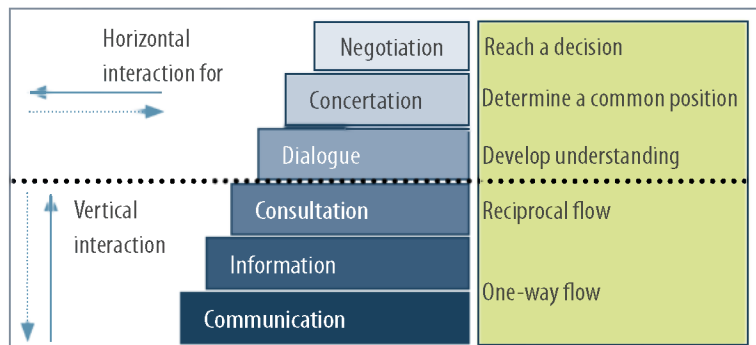 Horizontal
interaction for
Negotiation
Reach a decision
Concertation
Determine a common position
Dialogue
Develop understanding
Vertical
interaction
Consultation
Reciprocal flow
Information
One-way flow
Communication